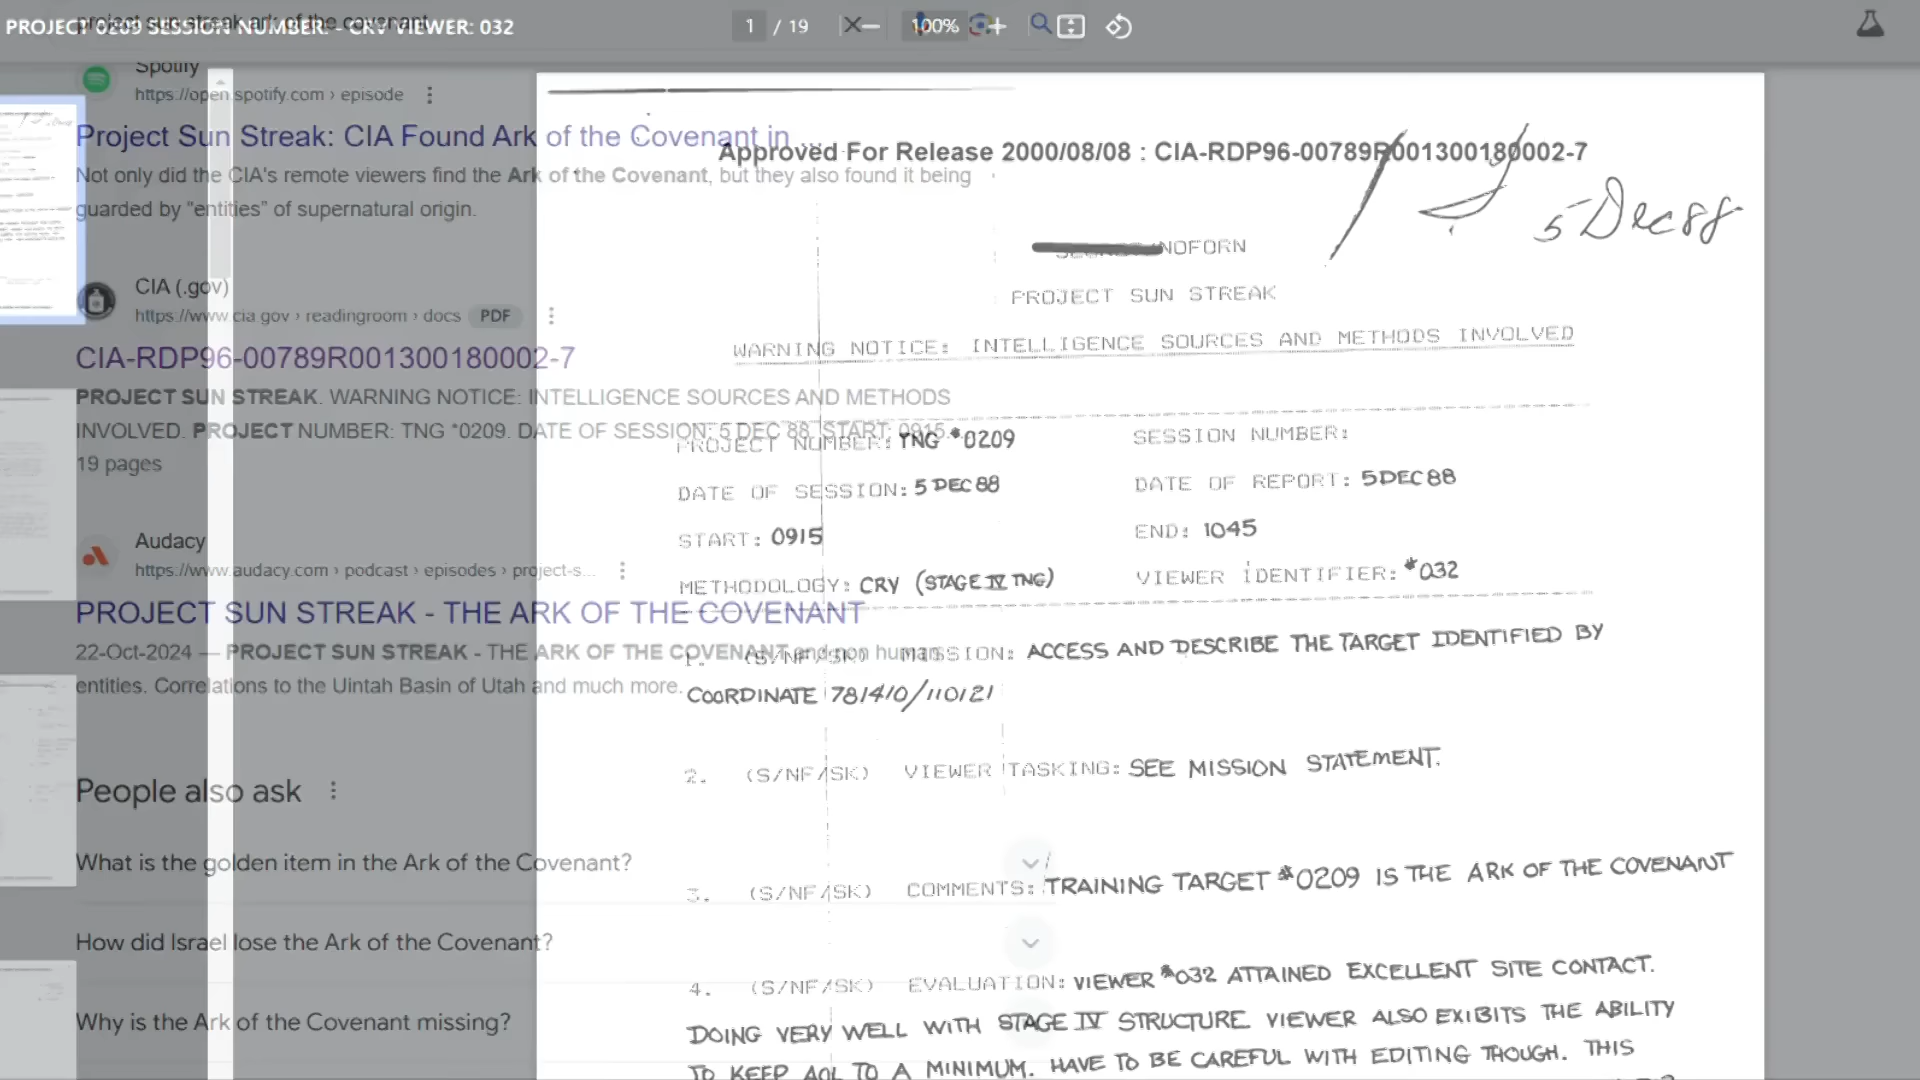 PROJECT 0209 SESSION NUMBER: - CRV VIEWER: 032
project sun streak ark of the covenant
1 / 19
100%
Spotify
https://open.spotify.com › episode
Project Sun Streak: CIA Found Ark of the Covenant in ...
Not only did the CIA's remote viewers find the Ark of the Covenant, but they also found it being
guarded by "entities" of supernatural origin.
CIA (.gov)
https://www.cia.gov › readingroom › docs PDF
CIA-RDP96-00789R001300180002-7
PROJECT SUN STREAK. WARNING NOTICE: INTELLIGENCE SOURCES AND METHODS
INVOLVED. PROJECT NUMBER: TNG *0209. DATE OF SESSION: 5 DEC 88. START: 0915.
19 pages
Audacy
https://www.audacy.com › podcast › episodes › project-s...
PROJECT SUN STREAK - THE ARK OF THE COVENANT
22-Oct-2024 — PROJECT SUN STREAK - THE ARK OF THE COVENANT and non human
entities. Correlations to the Uintah Basin of Utah and much more.
People also ask
What is the golden item in the Ark of the Covenant?
How did Israel lose the Ark of the Covenant?
Why is the Ark of the Covenant missing?
Approved For Release 2000/08/08 : CIA-RDP96-00789R001300180002-7
5 Dec 88
NOFORN
PROJECT SUN STREAK
WARNING NOTICE: INTELLIGENCE SOURCES AND METHODS INVOLVED
PROJECT NUMBER: TNG *0209
SESSION NUMBER:
DATE OF SESSION: 5 DEC 88
DATE OF REPORT: 5 DEC 88
START: 0915
END: 1045
METHODOLOGY: CRV (STAGE IV TNG)
VIEWER IDENTIFIER: *032
1. (S/NF/SK) MISSION: ACCESS AND DESCRIBE THE TARGET IDENTIFIED BY
COORDINATE 781410/110121
2. (S/NF/SK) VIEWER TASKING: SEE MISSION STATEMENT.
3. (S/NF/SK) COMMENTS: TRAINING TARGET *0209 IS THE ARK OF THE COVENANT
4. (S/NF/SK) EVALUATION: VIEWER *032 ATTAINED EXCELLENT SITE CONTACT.
DOING VERY WELL WITH STAGE IV STRUCTURE. VIEWER ALSO EXIBITS THE ABILITY
TO KEEP AOL TO A MINIMUM. HAVE TO BE CAREFUL WITH EDITING THOUGH. THIS